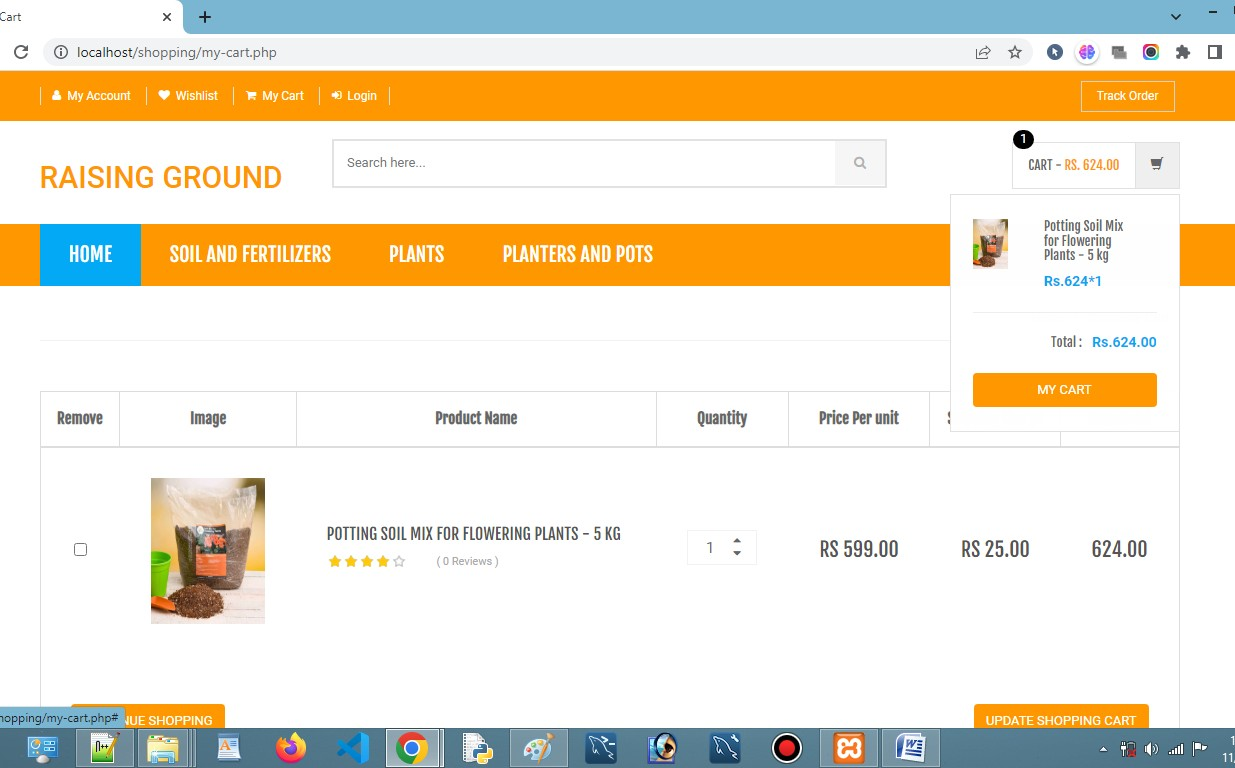 Cart
localhost/shopping/my-cart.php
My Account
Wishlist
My Cart
Login
Track Order
RAISING GROUND
Search here...
1
CART - RS. 624.00
HOME
SOIL AND FERTILIZERS
PLANTS
PLANTERS AND POTS
Potting Soil Mix
for Flowering
Plants - 5 kg
Rs.624*1
Total : Rs.624.00
MY CART
Remove
Image
Product Name
Quantity
Price Per unit
POTTING SOIL MIX FOR FLOWERING PLANTS - 5 KG
( 0 Reviews )
1
RS 599.00
RS 25.00
624.00
SHOPPING
UPDATE SHOPPING CART
/my-cart.php#